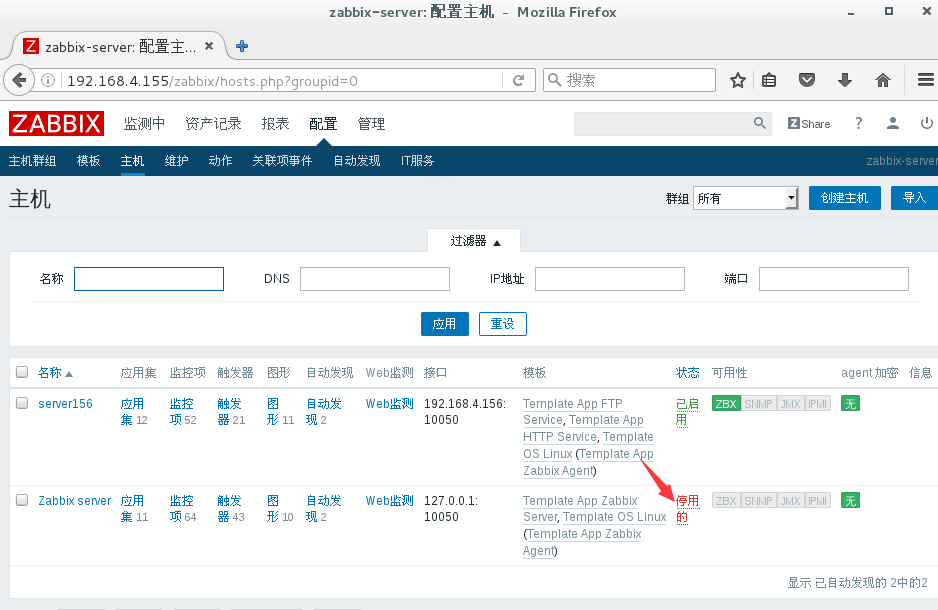 zabbix-server: 配置主机 - Mozilla Firefox
Z zabbix-server: 配置主...
192.168.4.155/zabbix/hosts.php?groupid=0 搜索
ZABBIX 监测中 资产记录 报表 配置 管理 Z Share ?
主机群组 模板 主机 维护 动作 关联项事件 自动发现 IT服务 zabbix-server
主机 群组 所有 创建主机 导入
过滤器
名称 DNS IP地址 端口
应用 重设
名称 应用集 监控项 触发器 图形 自动发现 Web监测 接口 模板 状态 可用性 agent 加密 信息
server156 应用 监控 触发 图 自动发 Web监测 192.168.4.156: Template App FTP 已启 ZBX SNMP JMX IPMI 无
集 12 项 52 器 21 形 11 现 2 10050 Service, Template App 用
HTTP Service, Template
OS Linux (Template App
Zabbix Agent)
Zabbix server 应用 监控 触发 图 自动发 Web监测 127.0.0.1: Template App Zabbix 停用 ZBX SNMP JMX IPMI 无
集 11 项 64 器 43 形 10 现 2 10050 Server, Template OS Linux 的
(Template App Zabbix
Agent)
显示 已自动发现的 2中的2